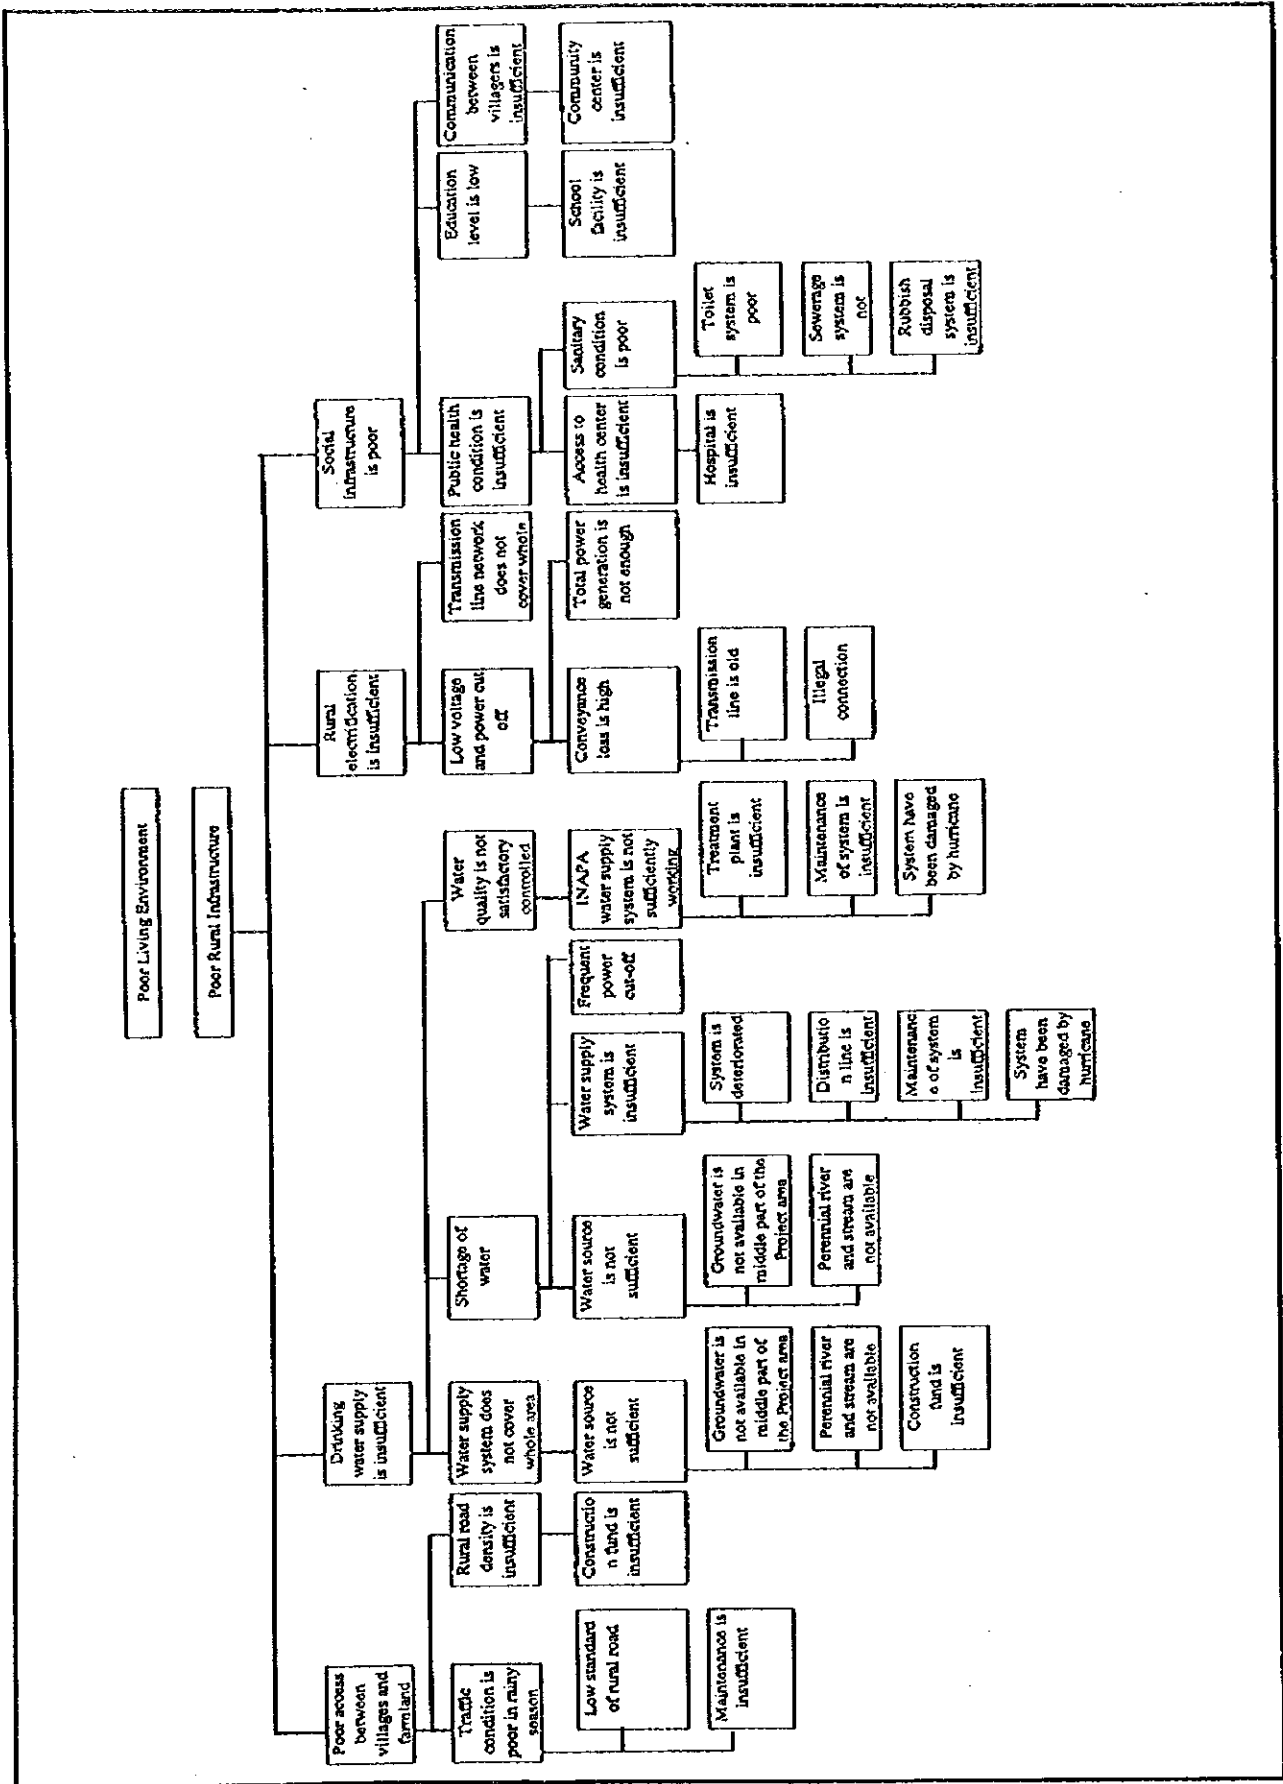 Poor Living Environment
Poor Rural Infrastructure
Poor access
between
villages and
farmland
Drinking
water supply
is insufficient
Rural
electrification
is insufficient
Social
infrastructure
is poor
Traffic
condition is
poor in rainy
season
Rural road
density is
insufficient
Water supply
system does
not cover
whole area
Shortage of
water
Water
quality is not
satisfactory
controlled
Low voltage
and power cut
off
Transmission
line network
does not
cover whole
Public health
condition is
insufficient
Education
level is low
Communication
between
villagers is
insufficient
Low standard
of rural road
Constructio
n fund is
insufficient
Water source
is not
sufficient
Water source
is not
sufficient
Water supply
system is
insufficient
Frequent
power
cut-off
INAPA
water supply
system is not
sufficiently
working
Conveyance
loss is high
Total power
generation is
not enough
Access to
health center
is insufficient
Sanitary
condition
is poor
School
facility is
insufficient
Community
center is
insufficient
Maintenance is
insufficient
Groundwater is
not available in
middle part of
the Project area
Groundwater is
not available in
middle part of the
Project area
System is
deteriorated
Treatment
plant is
insufficient
Transmission
line is old
Hospital is
insufficient
Toilet
system is
poor
Perennial river
and stream are
not available
Perennial river
and stream are
not available
Distributio
n line is
insufficient
Maintenance
of system is
insufficient
Illegal
connection
Sewerage
system is
not
Construction
fund is
insufficient
Maintenanc
e of system
is
insufficient
System have
been damaged
by hurricane
Rubbish
disposal
system is
insufficient
System
have been
damaged by
hurricane